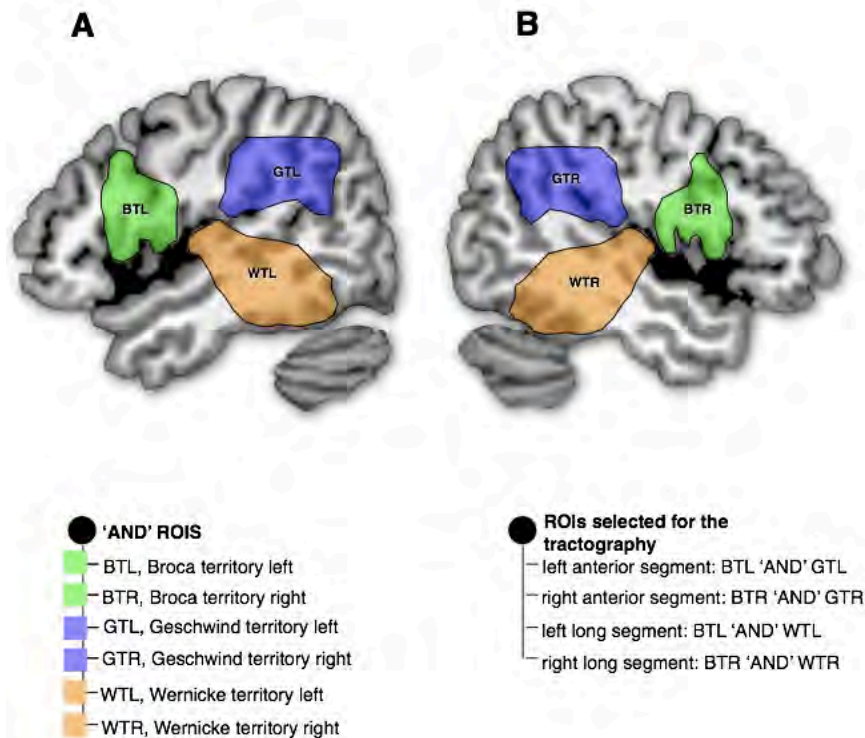 A
B
GTL
BTL
WTL
GTR
BTR
WTR
'AND' ROIS
BTL, Broca territory left
BTR, Broca territory right
GTL, Geschwind territory left
GTR, Geschwind territory right
WTL, Wernicke territory left
WTR, Wernicke territory right
ROIs selected for the
tractography
left anterior segment: BTL 'AND' GTL
right anterior segment: BTR 'AND' GTR
left long segment: BTL 'AND' WTL
right long segment: BTR 'AND' WTR